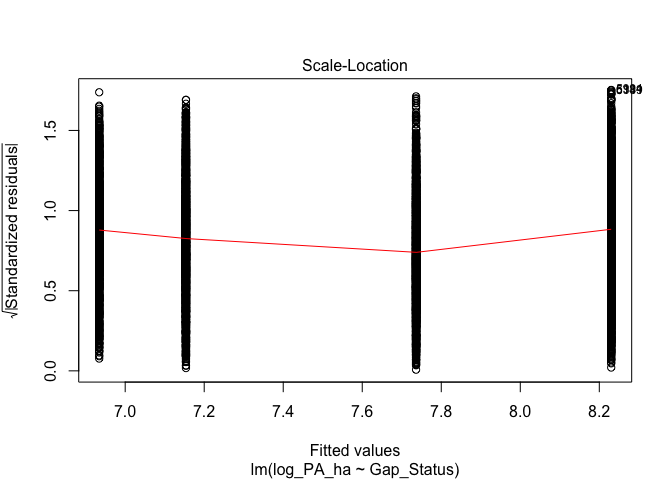 Scale-Location
√|Standardized residuals|
0.0 0.5 1.0 1.5
7.0 7.2 7.4 7.6 7.8 8.0 8.2
Fitted values
lm(log_PA_ha ~ Gap_Status)